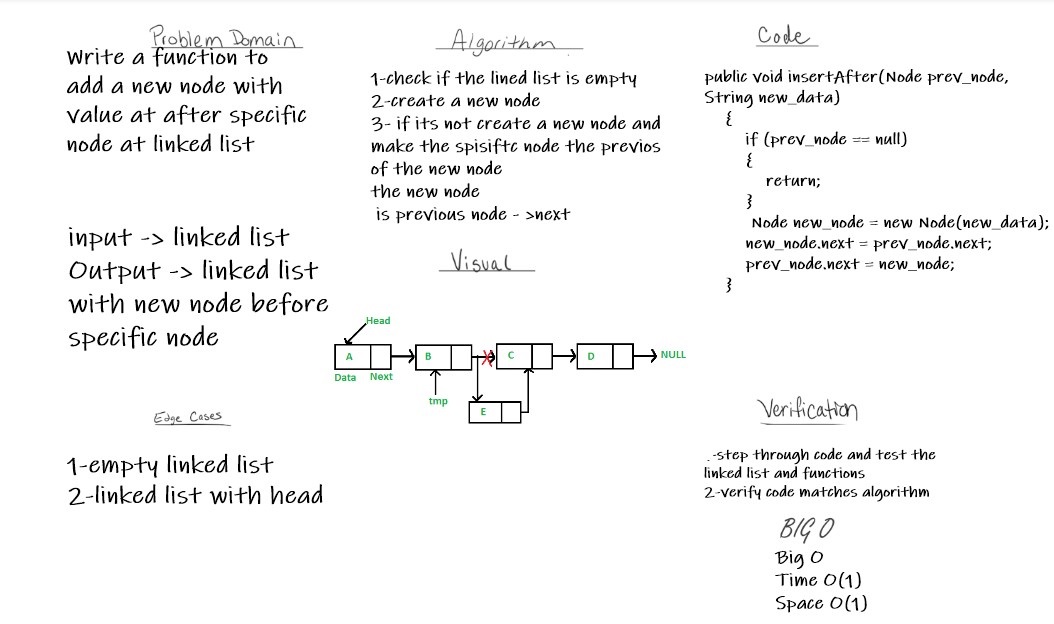 Problem Domain
Write a function to
add a new node with
value at after specific
node at linked list
input -> linked list
Output -> linked list
with new node before
specific node
Edge Cases
1-empty linked list
2-linked list with head
Algorithm
1-check if the lined list is empty
2-create a new node
3- if its not create a new node and
make the spisiftc node the previos
of the new node
the new node
is previous node - >next
Visual
Head
A
B
C
D
NULL
Data Next
tmp
E
Code
public void insertAfter(Node prev_node,
String new_data)
{
if (prev_node == null)
{
return;
}
Node new_node = new Node(new_data);
new_node.next = prev_node.next;
prev_node.next = new_node;
}
Verification
.-step through code and test the
linked list and functions
2-verify code matches algorithm
BIG O
Big O
Time O(1)
Space O(1)